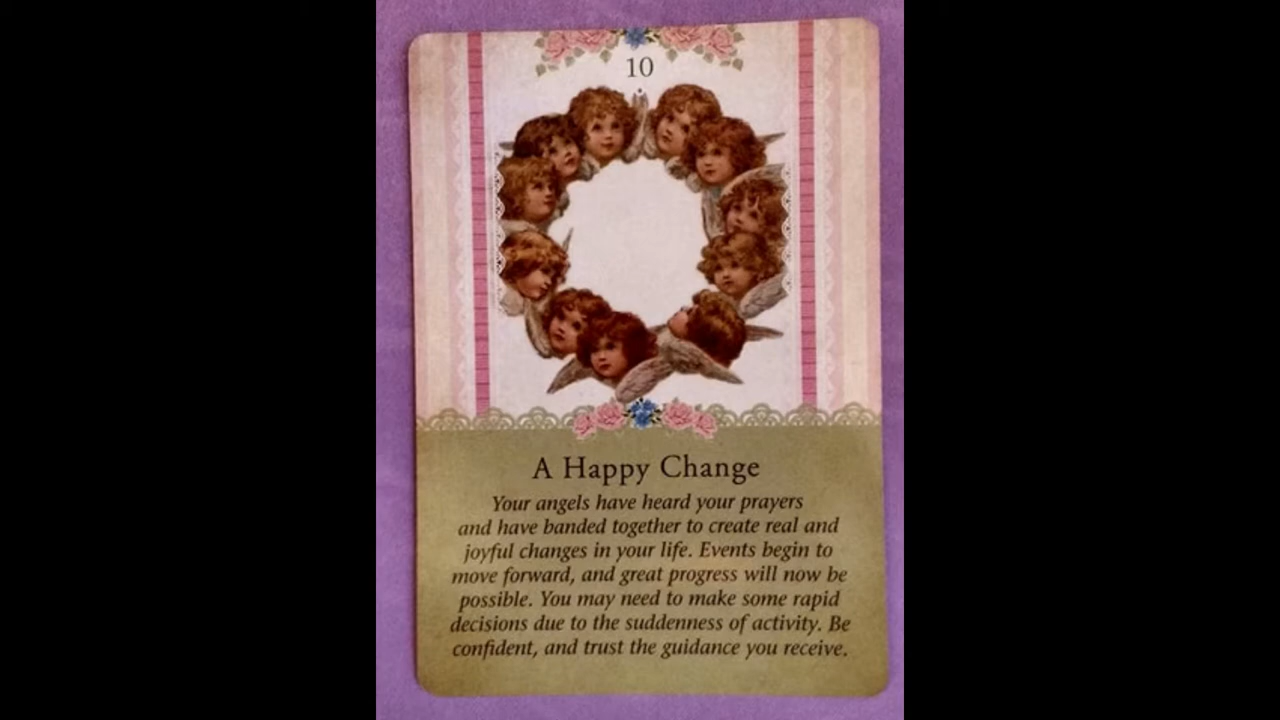 10
A Happy Change
Your angels have heard your prayers
and have banded together to create real and
joyful changes in your life. Events begin to
move forward, and great progress will now be
possible. You may need to make some rapid
decisions due to the suddenness of activity. Be
confident, and trust the guidance you receive.